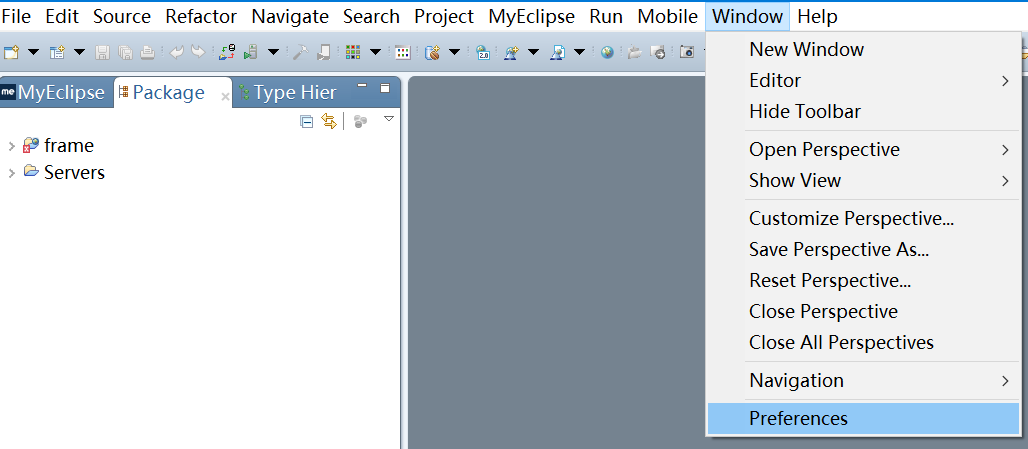 File Edit Source Refactor Navigate Search Project MyEclipse Run Mobile Window Help
2.0
me MyEclipse Package Type Hier
frame
Servers
New Window
Editor
Hide Toolbar
Open Perspective
Show View
Customize Perspective...
Save Perspective As...
Reset Perspective...
Close Perspective
Close All Perspectives
Navigation
Preferences